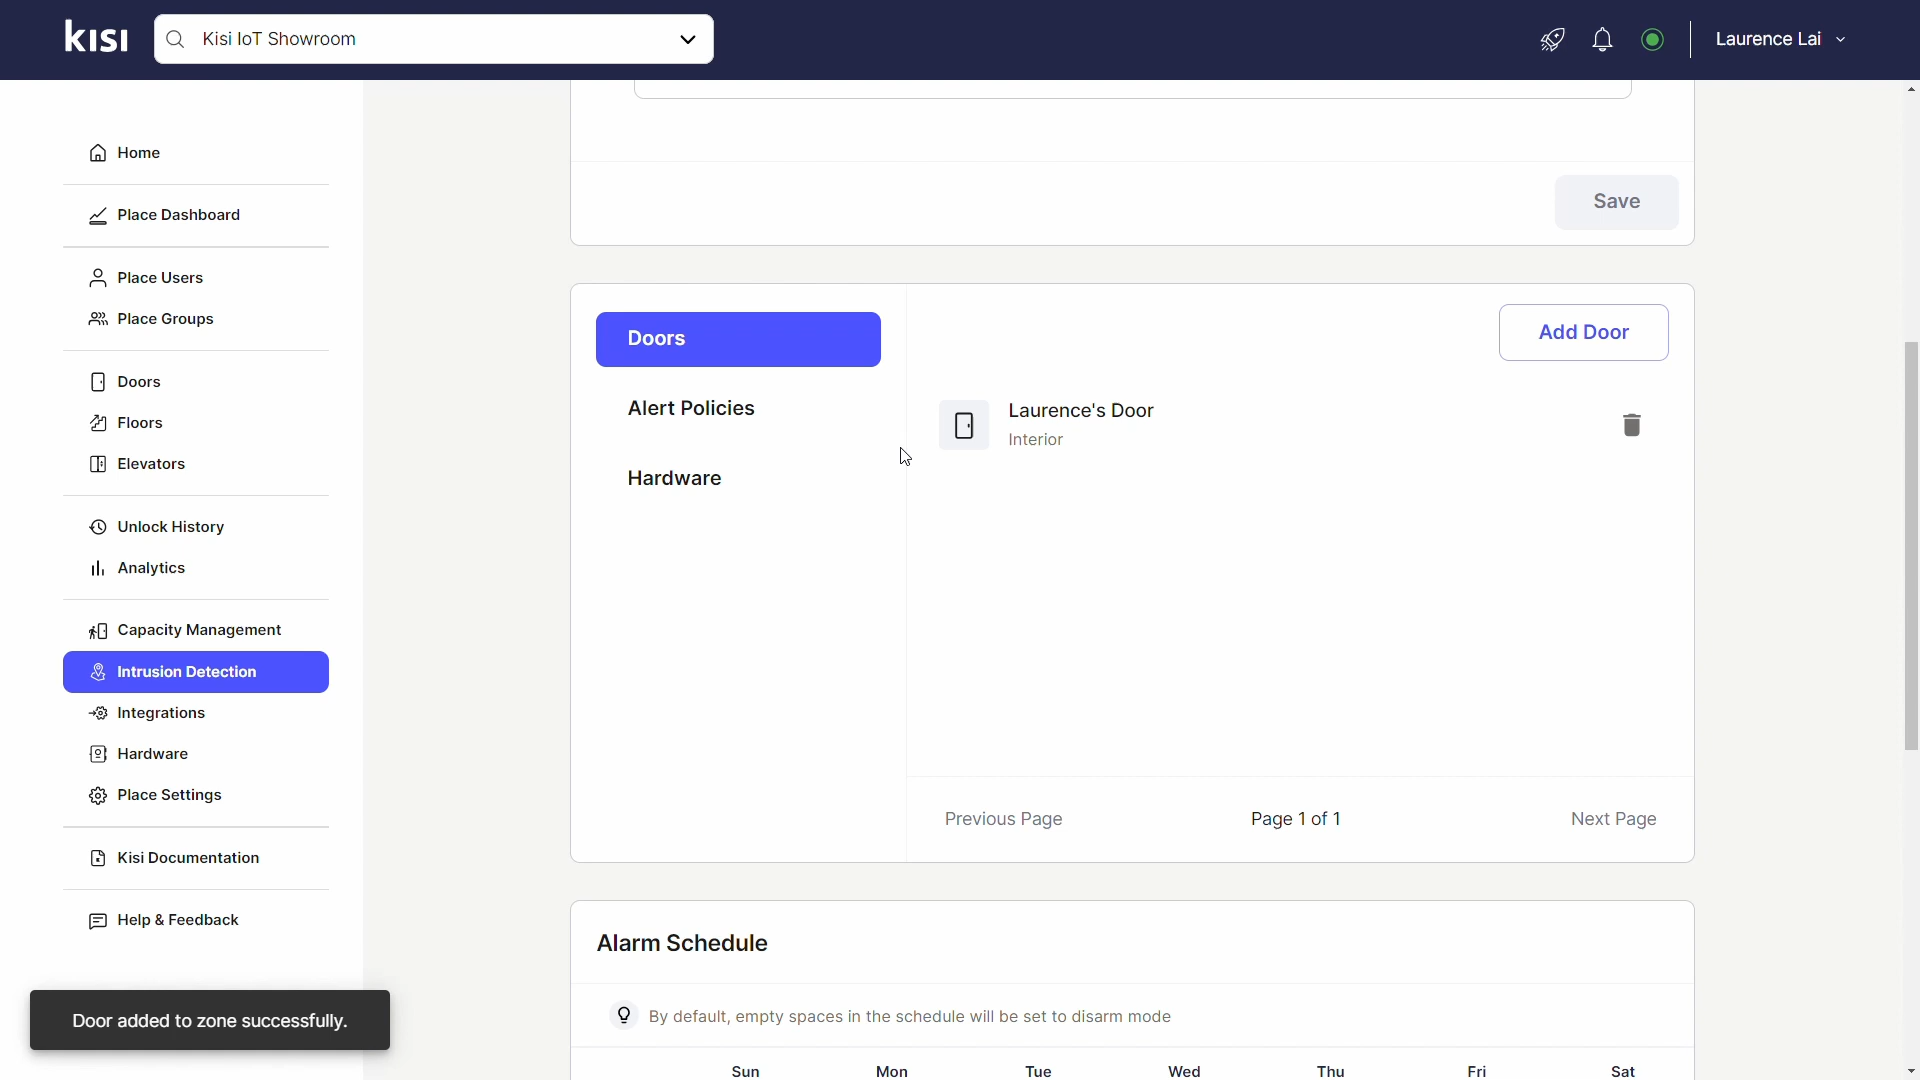 kisi
Kisi IoT Showroom
Laurence Lai
Home
Place Dashboard
Place Users
Place Groups
Doors
Floors
Elevators
Unlock History
Analytics
Capacity Management
Intrusion Detection
Integrations
Hardware
Place Settings
Kisi Documentation
Help & Feedback
Door added to zone successfully.
Save
Doors
Alert Policies
Hardware
Add Door
Laurence's Door
Interior
Previous Page
Page 1 of 1
Next Page
Alarm Schedule
By default, empty spaces in the schedule will be set to disarm mode
Sun Mon Tue Wed Thu Fri Sat